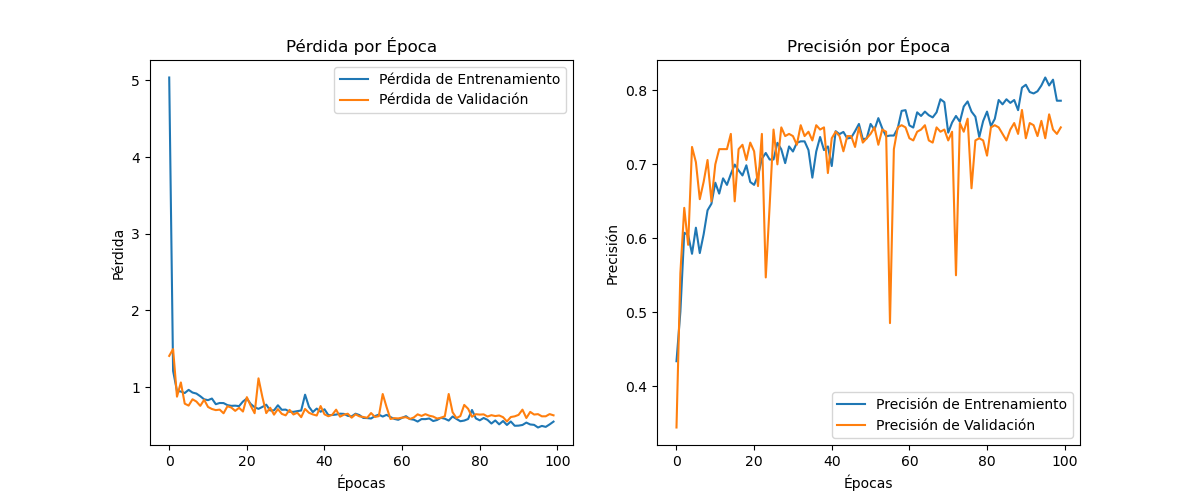 Pérdida por Época
Pérdida de Entrenamiento
Pérdida de Validación
5
4
3
2
1
Pérdida
0
20
40
60
80
100
Épocas
Precisión por Época
0.8
0.7
0.6
0.5
0.4
Precisión
Precisión de Entrenamiento
Precisión de Validación
0
20
40
60
80
100
Épocas